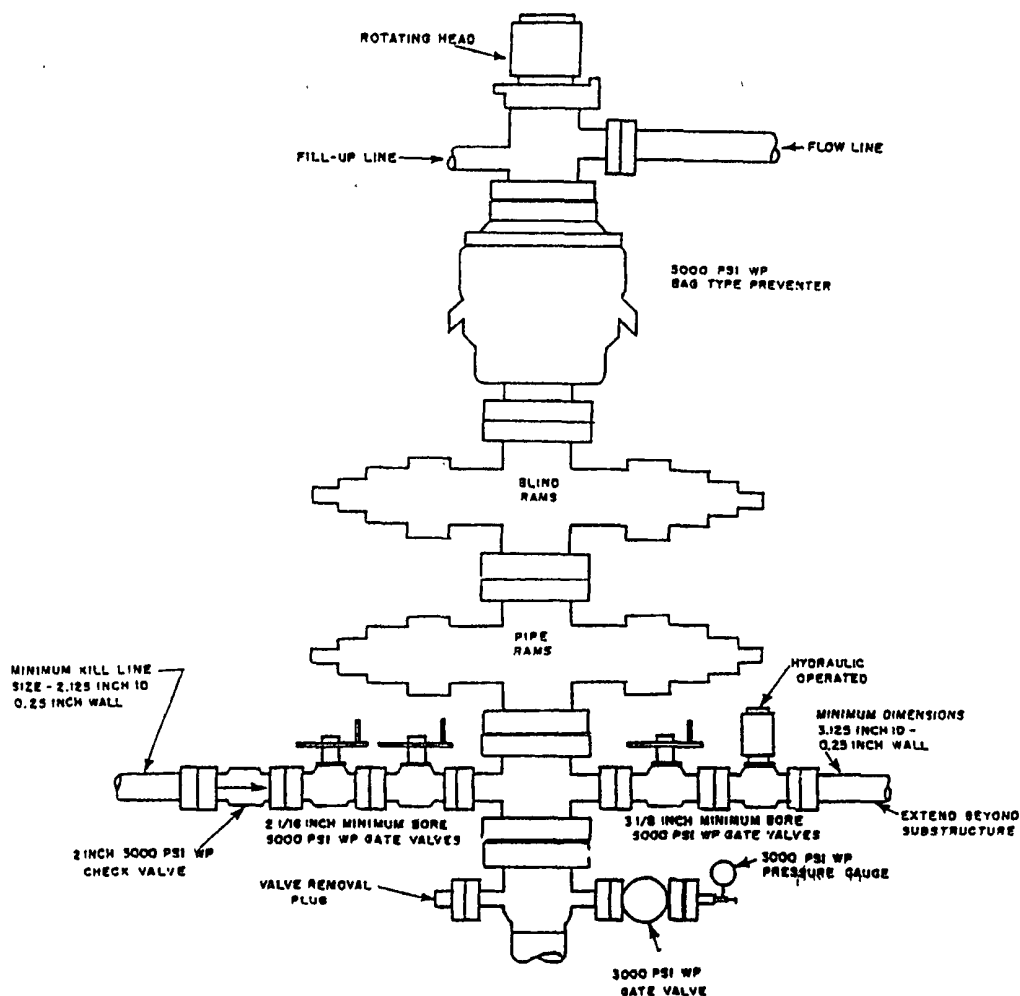 ROTATING HEAD
FILL-UP LINE
FLOW LINE
3000 PSI WP
BAG TYPE PREVENTER
BLIND
RAMS
PIPE
RAMS
MINIMUM KILL LINE
SIZE - 2.125 INCH ID
0.25 INCH WALL
HYDRAULIC
OPERATED
MINIMUM DIMENSIONS
3.125 INCH ID -
0.25 INCH WALL
2 1/16 INCH MINIMUM BORE
3000 PSI WP GATE VALVES
3 1/8 INCH MINIMUM BORE
3000 PSI WP GATE VALVES
EXTEND BEYOND
SUBSTRUCTURE
2 INCH 3000 PSI WP
CHECK VALVE
3000 PSI WP
PRESSURE GAUGE
VALVE REMOVAL
PLUG
3000 PSI WP
GATE VALVE